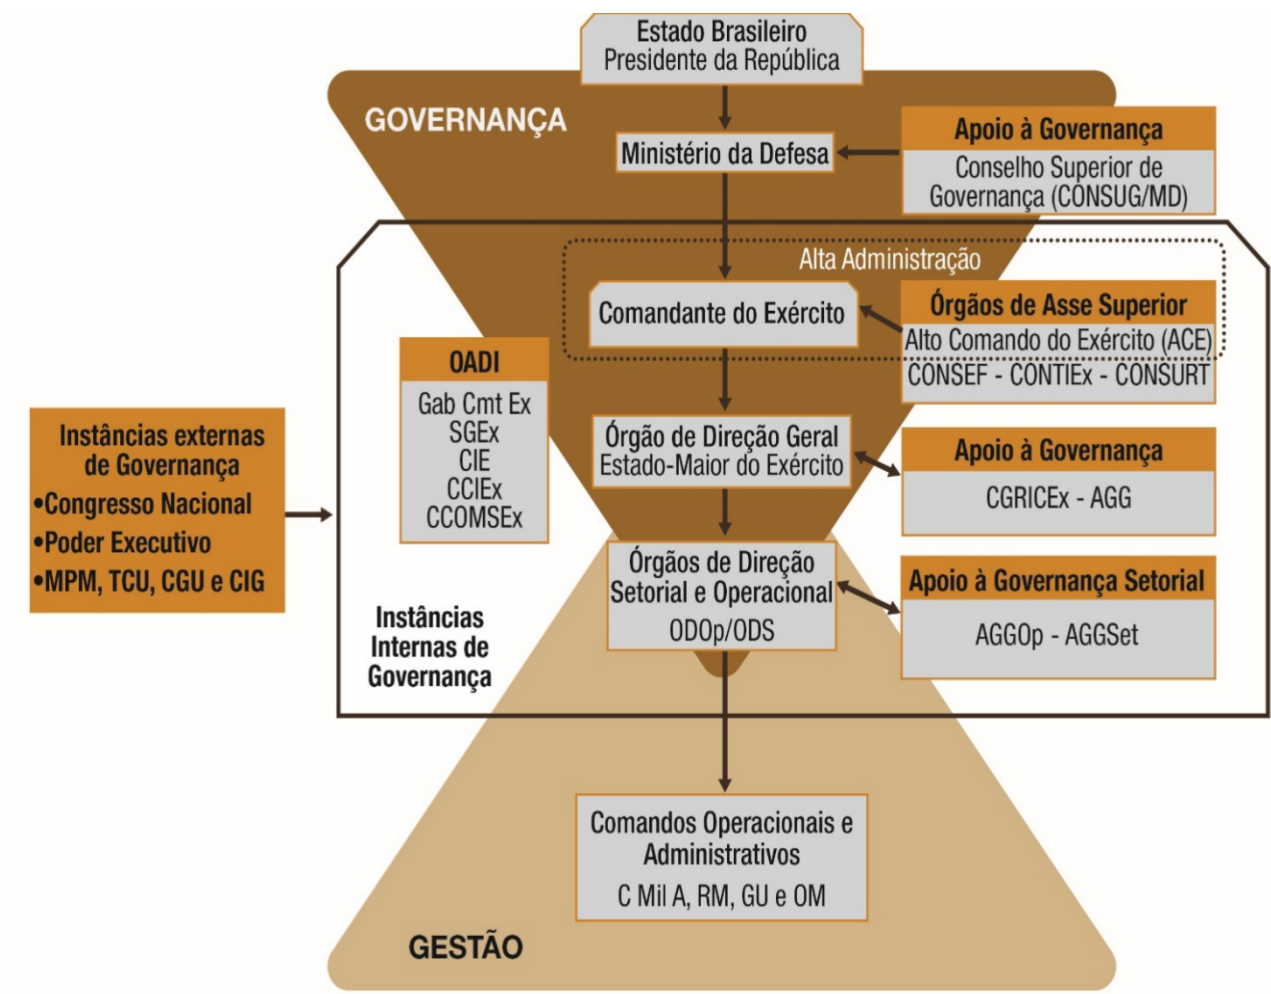 Estado Brasileiro
Presidente da República
GOVERNANÇA
Ministério da Defesa
Apoio à Governança
Conselho Superior de
Governança (CONSUG/MD)
Alta Administração
Comandante do Exército
Órgãos de Asse Superior
Alto Comando do Exército (ACE)
CONSEF - CONTIEx - CONSURT
OADI
Gab Cmt Ex
SGEx
CIE
CCIEx
CCOMSEx
Órgão de Direção Geral
Estado-Maior do Exército
Apoio à Governança
CGRICEx - AGG
Instâncias externas
de Governança
•Congresso Nacional
•Poder Executivo
•MPM, TCU, CGU e CIG
Órgãos de Direção
Setorial e Operacional
ODOp/ODS
Apoio à Governança Setorial
AGGOp - AGGSet
Instâncias
Internas de
Governança
Comandos Operacionais e
Administrativos
C Mil A, RM, GU e OM
GESTÃO